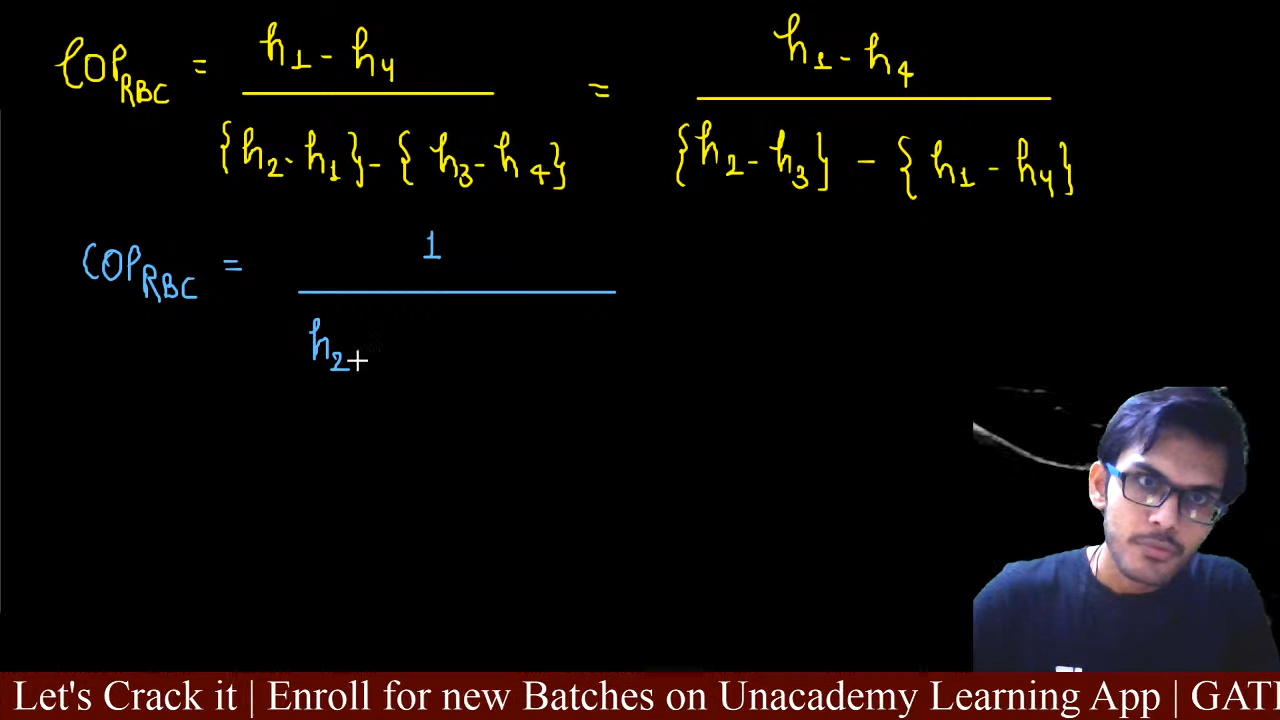 COP_RBC = (h1 - h4) / ({h2 - h1} - {h3 - h4}) = (h1 - h4) / ({h2 - h3} - {h1 - h4})
COP_RBC = 1 / h2
Let's Crack it | Enroll for new Batches on Unacademy Learning App | GATE